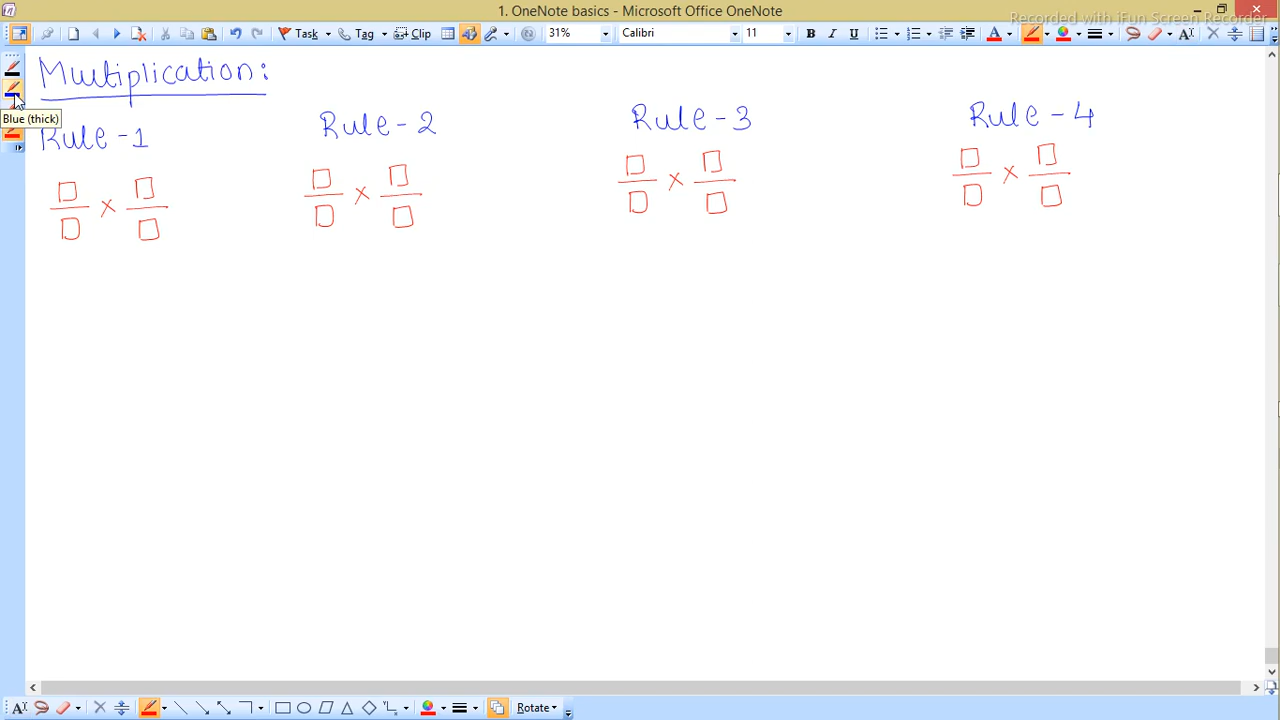 1. OneNote basics - Microsoft Office OneNote
Recorded with iFun Screen Recorder
Task Tag Clip 31% Calibri 11 B I U A
Multiplication:
Blue (thick)
Rule-1 Rule-2 Rule-3 Rule-4
□/□ × □/□ □/□ × □/□ □/□ × □/□ □/□ × □/□
Rotate